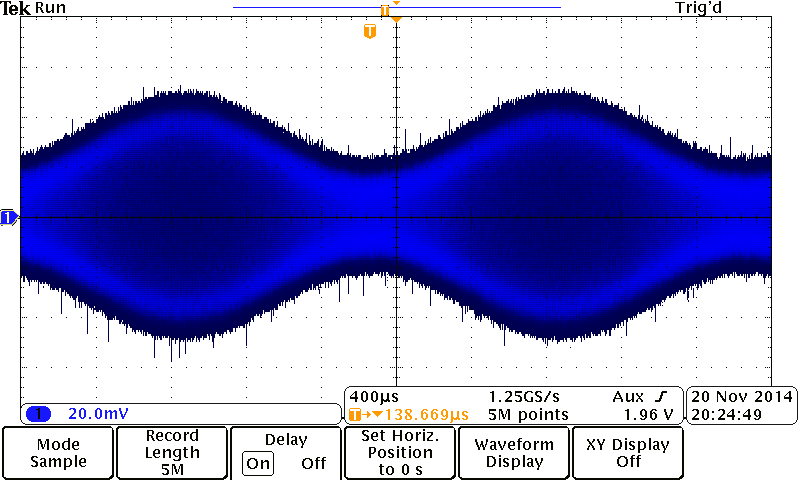 Tek Run Trig'd
T
T
1
1 20.0mV
400µs 1.25GS/s Aux
T 138.669µs 5M points 1.96 V
20 Nov 2014
20:24:49
Mode
Sample
Record
Length
5M
Delay
On Off
Set Horiz.
Position
to 0 s
Waveform
Display
XY Display
Off